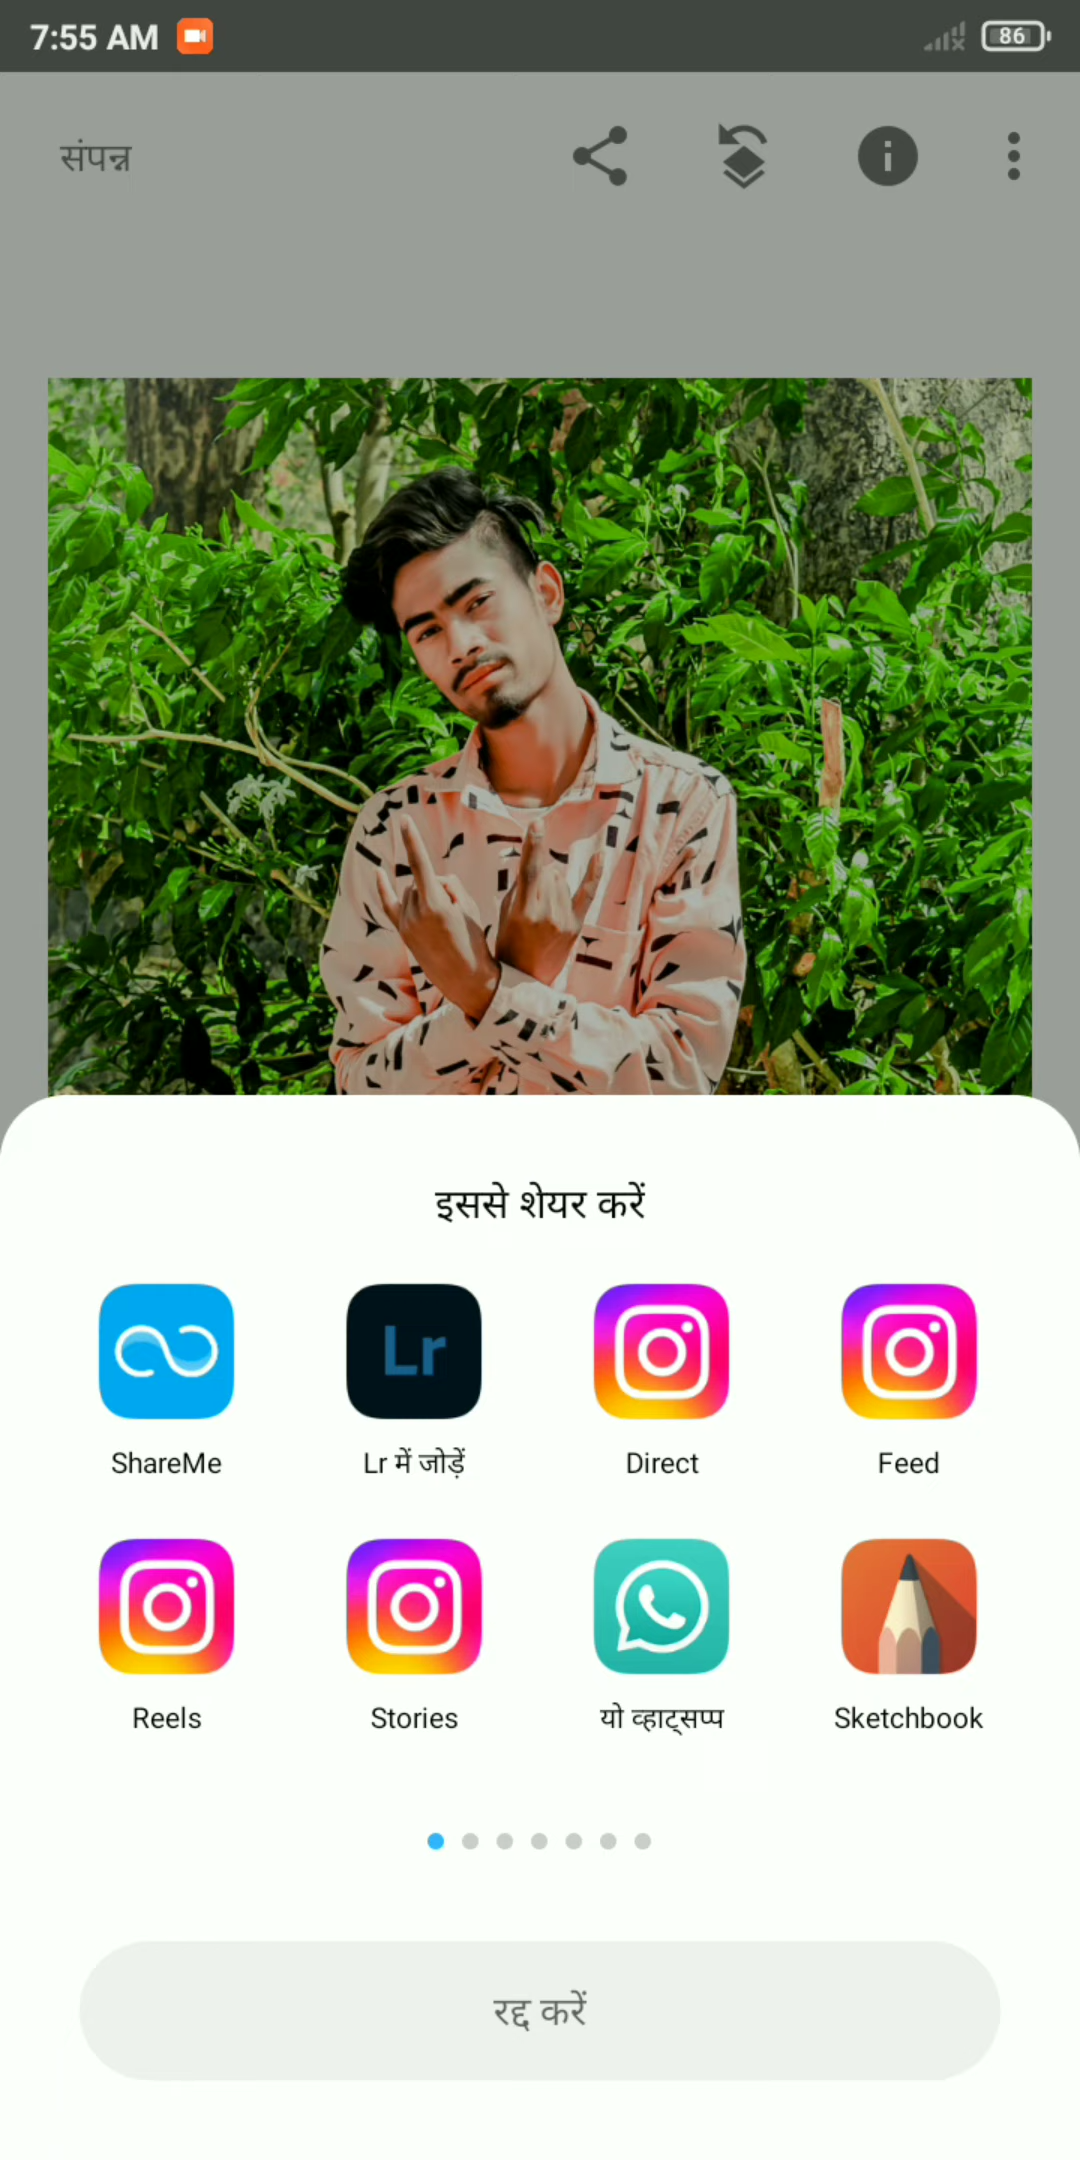 7:55 AM
86
संपन्न
इससे शेयर करें
ShareMe
Lr
Lr में जोड़ें
Direct
Feed
Reels
Stories
यो व्हाट्सप्प
Sketchbook
रद्द करें